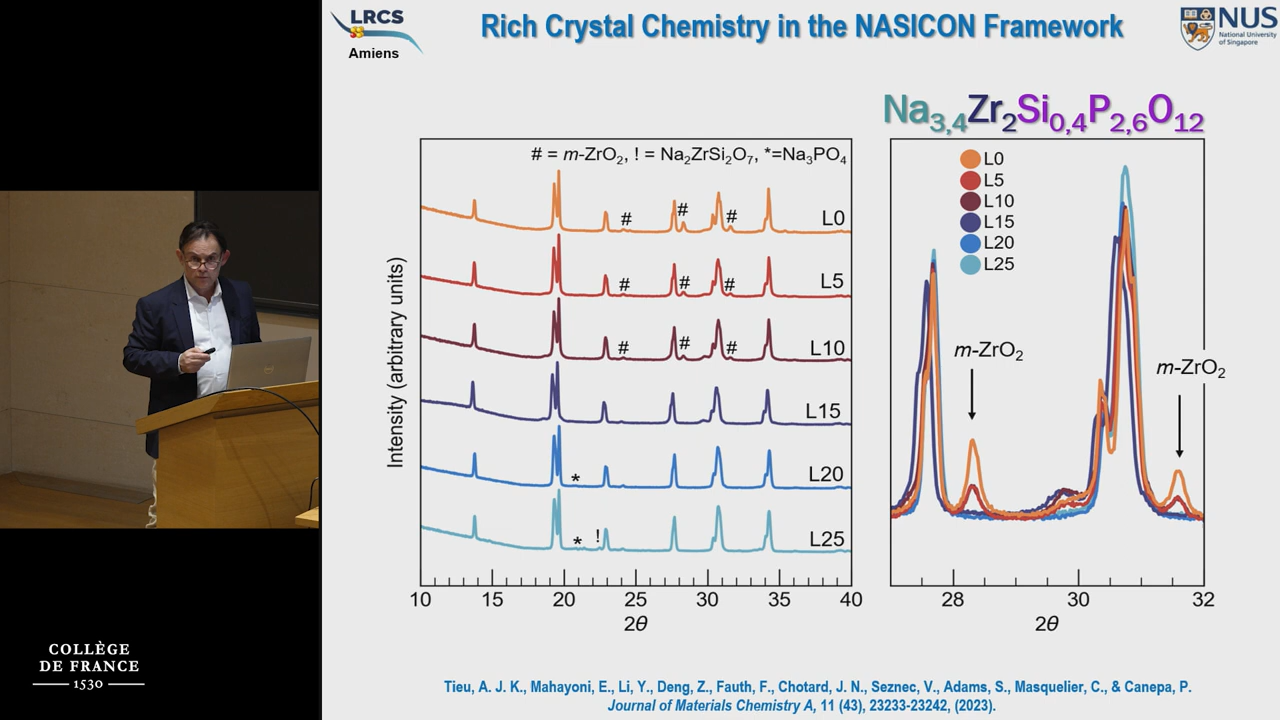 LRCS
Amiens
Rich Crystal Chemistry in the NASICON Framework
NUS
National University
of Singapore
Na3,4Zr2Si0,4P2,6O12
# = m-ZrO2, ! = Na2ZrSi2O7, *=Na3PO4
L0
L5
L10
L15
L20
L25
# # #
L0
# # #
L5
# # #
L10
L15
*
L20
* !
L25
m-ZrO2
m-ZrO2
Intensity (arbitrary units)
10 15 20 25 30 35 40
2θ
28 30 32
2θ
COLLÈGE
DE FRANCE
1530
Tieu, A. J. K., Mahayoni, E., Li, Y., Deng, Z., Fauth, F., Chotard, J. N., Seznec, V., Adams, S., Masquelier, C., & Canepa, P.
Journal of Materials Chemistry A, 11 (43), 23233-23242, (2023).